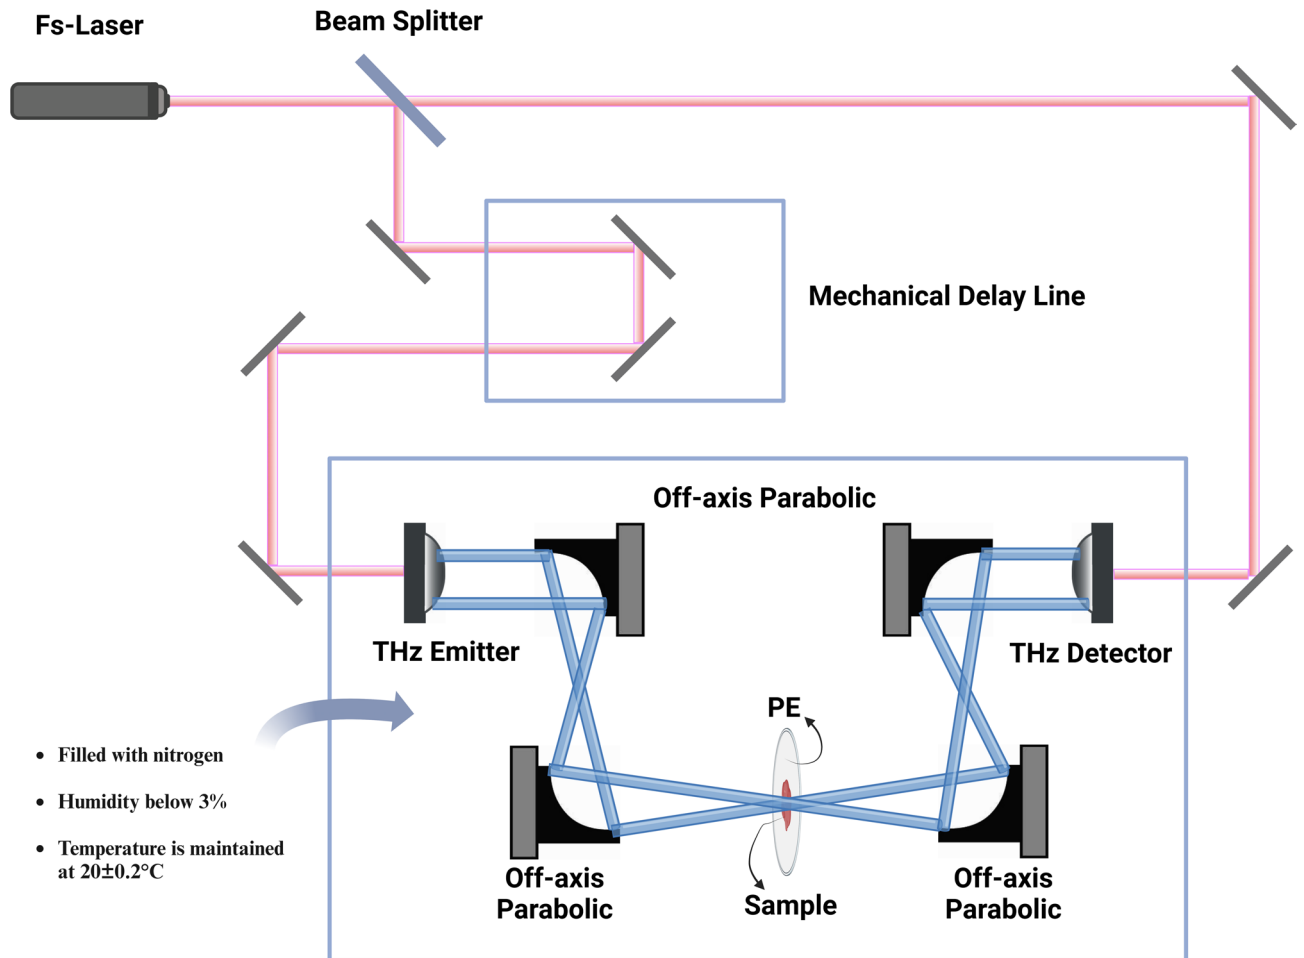 Fs-Laser
Beam Splitter
Mechanical Delay Line
Off-axis Parabolic
THz Emitter
THz Detector
PE
• Filled with nitrogen
• Humidity below 3%
• Temperature is maintained
at 20±0.2°C
Off-axis
Parabolic
Sample
Off-axis
Parabolic